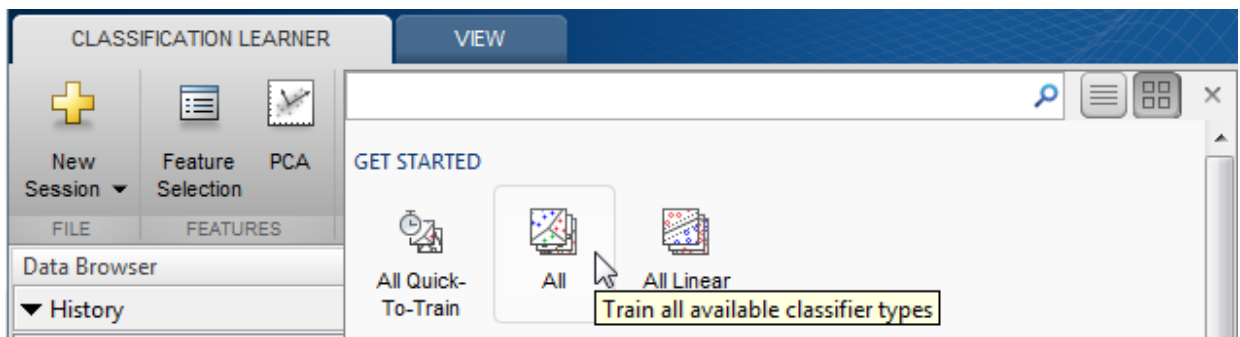 CLASSIFICATION LEARNER
VIEW
New
Session
Feature
Selection
PCA
FILE
FEATURES
Data Browser
History
GET STARTED
All Quick-
To-Train
All
All Linear
Train all available classifier types